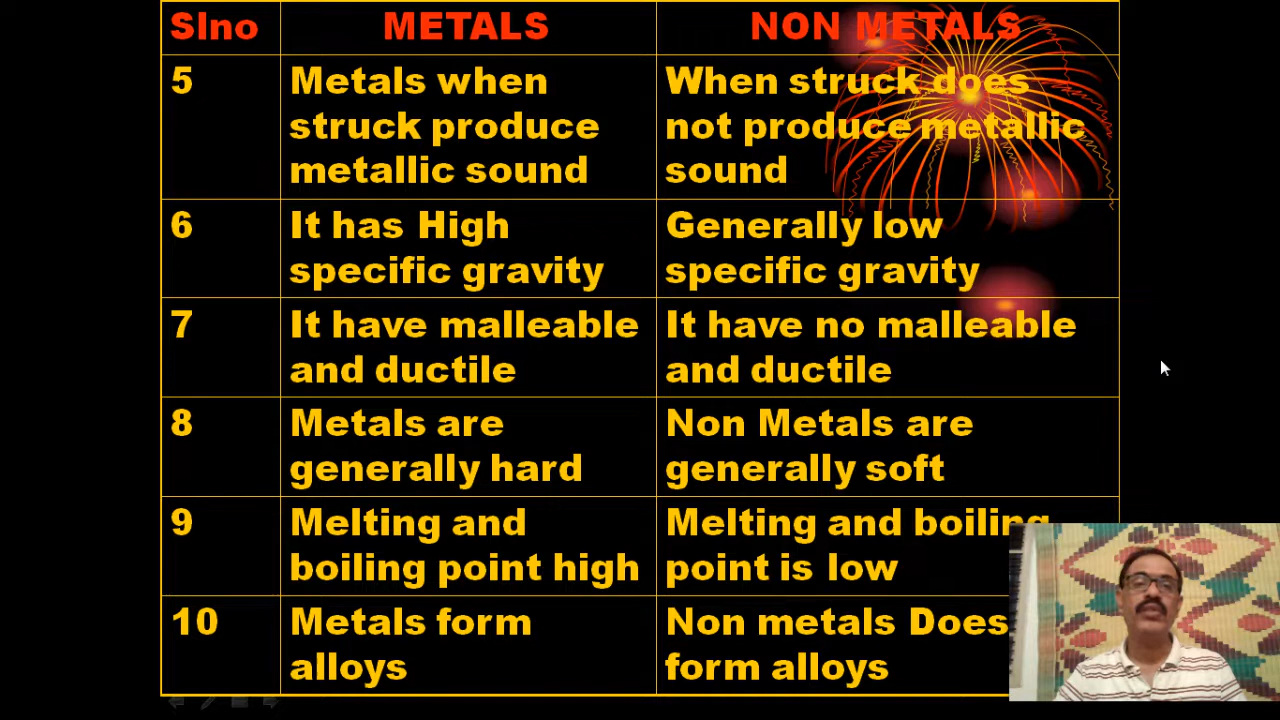 Slno METALS NON METALS
5 Metals when When struck does
struck produce not produce metallic
metallic sound sound
6 It has High Generally low
specific gravity specific gravity
7 It have malleable It have no malleable
and ductile and ductile
8 Metals are Non Metals are
generally hard generally soft
9 Melting and Melting and boiling
boiling point high point is low
10 Metals form Non metals Does
alloys form alloys